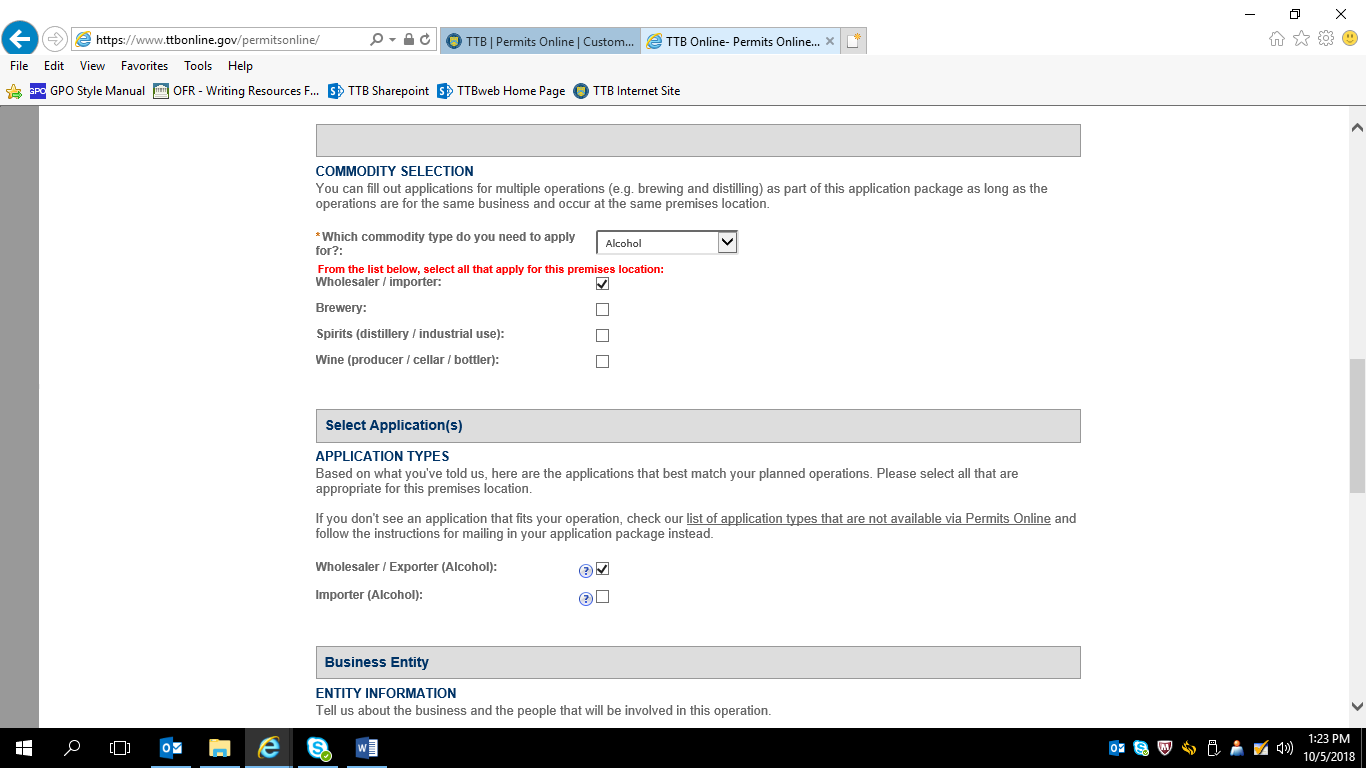 https://www.ttbonline.gov/permitsonline/
TTB | Permits Online | Custom...
TTB Online- Permits Online...
File Edit View Favorites Tools Help
GPO GPO Style Manual OFR - Writing Resources F... TTB Sharepoint TTBweb Home Page TTB Internet Site
COMMODITY SELECTION
You can fill out applications for multiple operations (e.g. brewing and distilling) as part of this application package as long as the
operations are for the same business and occur at the same premises location.
*Which commodity type do you need to apply
for?:
Alcohol
From the list below, select all that apply for this premises location:
Wholesaler / importer:
Brewery:
Spirits (distillery / industrial use):
Wine (producer / cellar / bottler):
Select Application(s)
APPLICATION TYPES
Based on what you've told us, here are the applications that best match your planned operations. Please select all that are
appropriate for this premises location.
If you don't see an application that fits your operation, check our list of application types that are not available via Permits Online and
follow the instructions for mailing in your application package instead.
Wholesaler / Exporter (Alcohol): ?
Importer (Alcohol): ?
Business Entity
ENTITY INFORMATION
Tell us about the business and the people that will be involved in this operation.
1:23 PM
10/5/2018